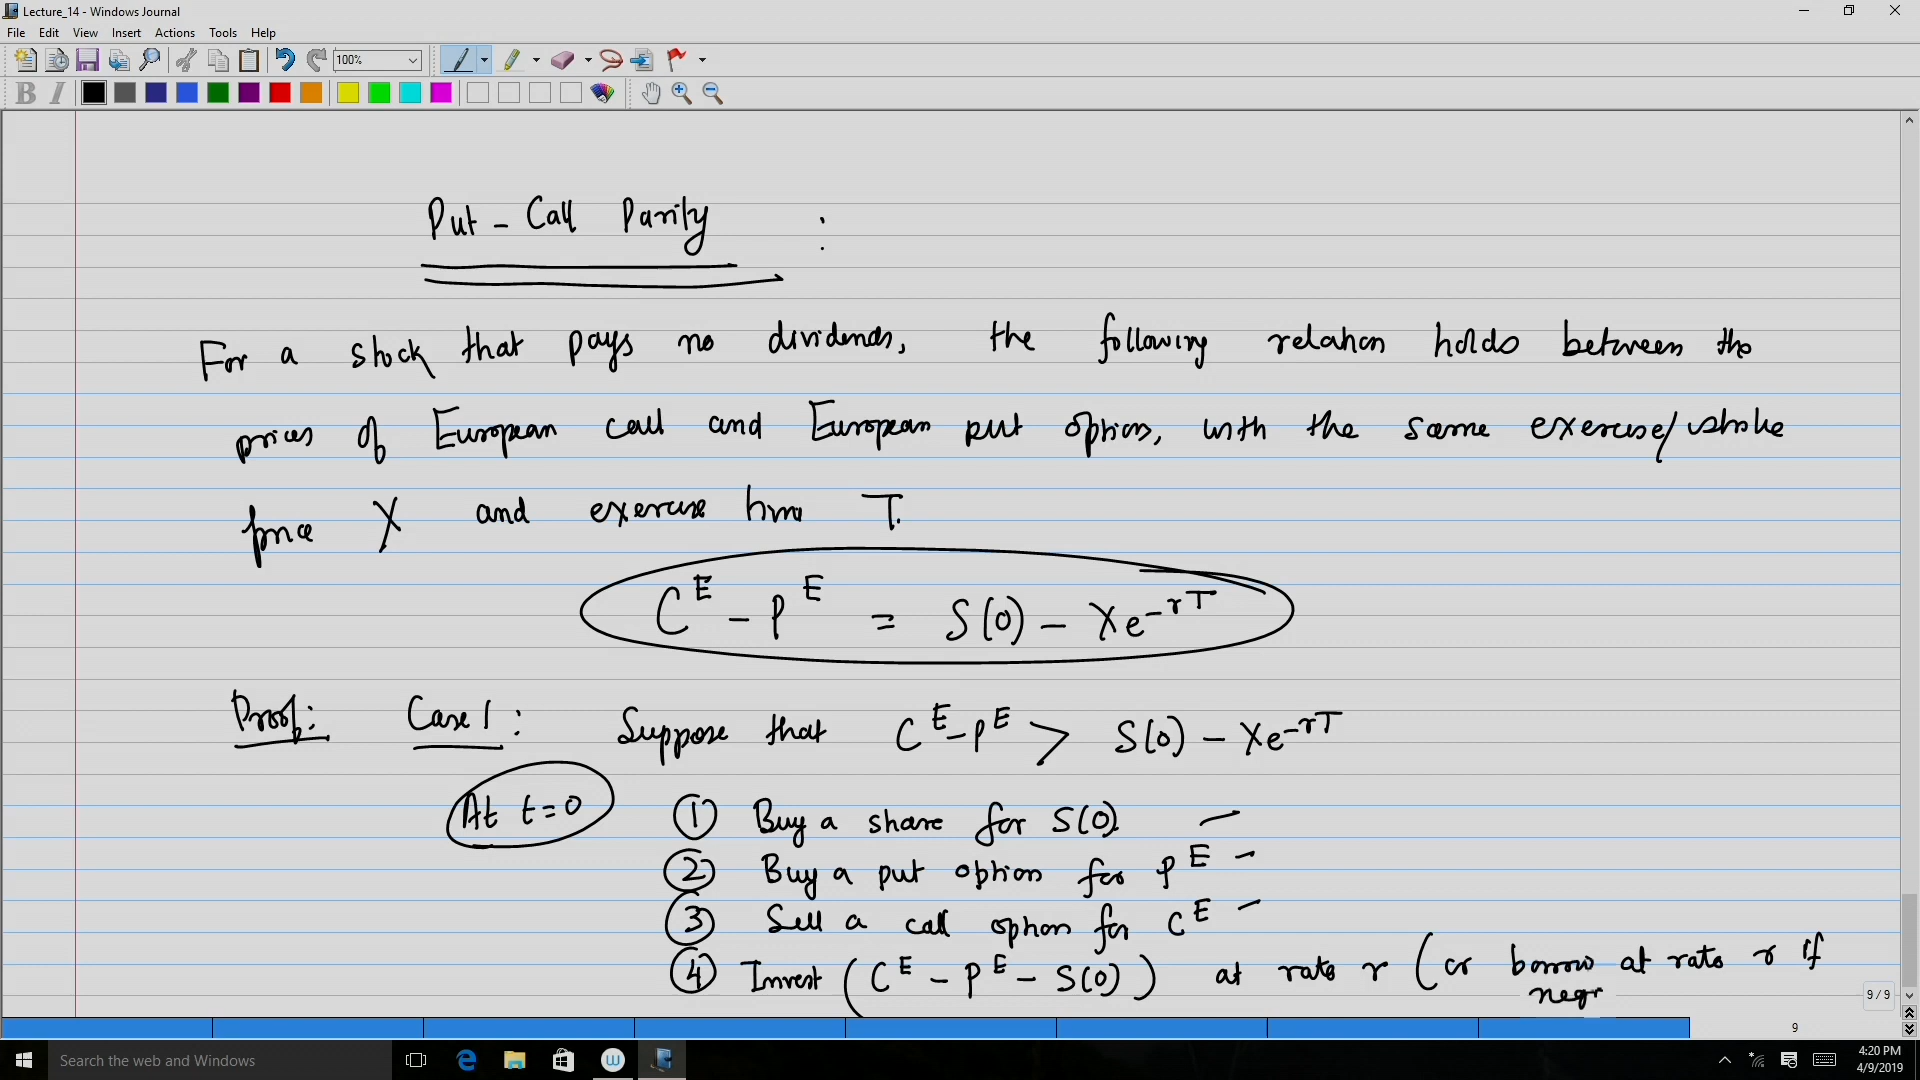 Lecture_14 - Windows Journal
File Edit View Insert Actions Tools Help
100%
B I
Put - Call Parity :
For a stock that pays no dividends, the following relation holds between the
prices of European call and European put options, with the same exercise/strike
price X and exercise time T.
C^E - P^E = S(0) - Xe^-rT
Proof: Case 1: Suppose that C^E - P^E > S(0) - Xe^-rT
At t=0 ① Buy a share for S(0)
② Buy a put option for P^E
③ Sell a call option for C^E
④ Invest (C^E - P^E - S(0)) at rate r (or borrow at rate r if
nega
9 / 9
9
Search the web and Windows
4:20 PM
4/9/2019